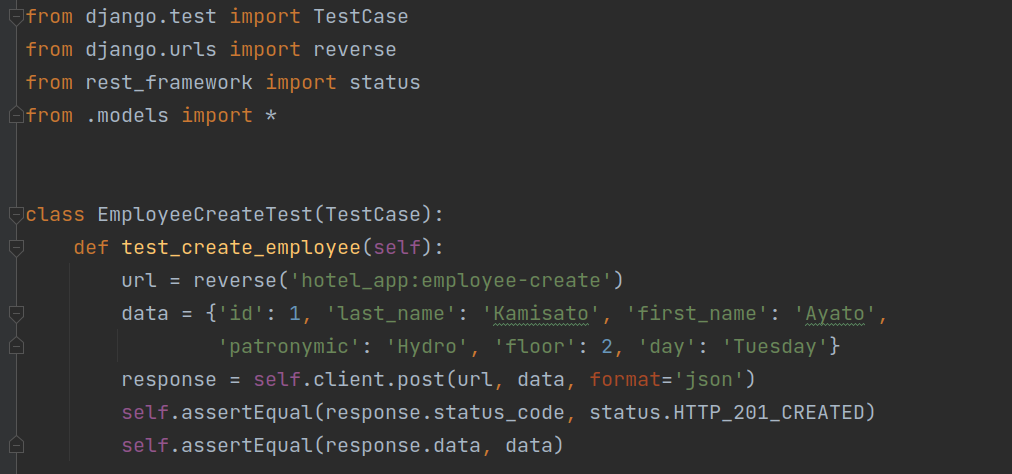 from django.test import TestCase
from django.urls import reverse
from rest_framework import status
from .models import *
class EmployeeCreateTest(TestCase):
    def test_create_employee(self):
        url = reverse('hotel_app:employee-create')
        data = {'id': 1, 'last_name': 'Kamisato', 'first_name': 'Ayato',
                'patronymic': 'Hydro', 'floor': 2, 'day': 'Tuesday'}
        response = self.client.post(url, data, format='json')
        self.assertEqual(response.status_code, status.HTTP_201_CREATED)
        self.assertEqual(response.data, data)